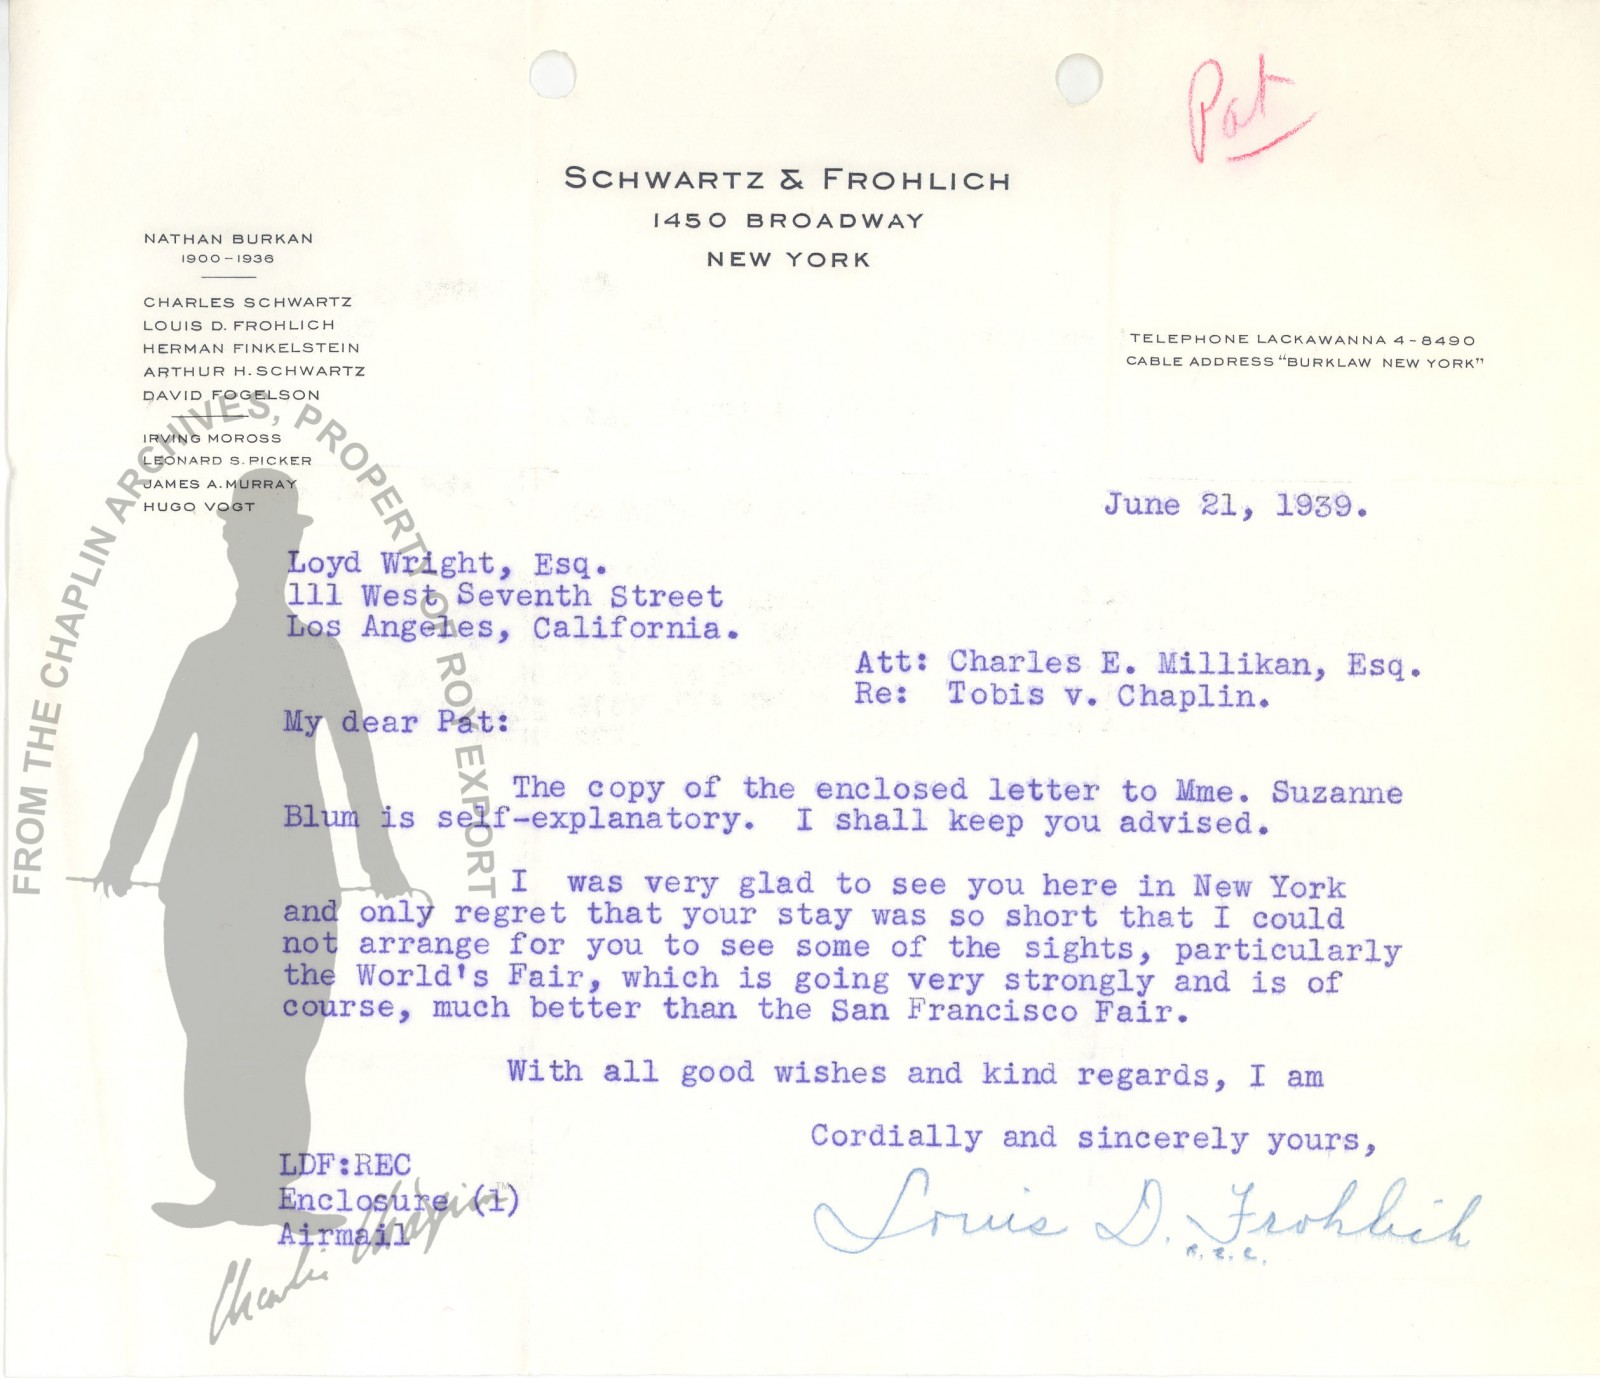 Pat
SCHWARTZ & FROHLICH
1450 BROADWAY
NEW YORK
NATHAN BURKAN
1900-1936
CHARLES SCHWARTZ
LOUIS D. FROHLICH
HERMAN FINKELSTEIN
ARTHUR H. SCHWARTZ
DAVID FOGELSON
IRVING MOROSS
LEONARD S. PICKER
JAMES A. MURRAY
HUGO VOGT
TELEPHONE LACKAWANNA 4-8490
CABLE ADDRESS "BURKLAW NEW YORK"
June 21, 1939.
Loyd Wright, Esq.
111 West Seventh Street
Los Angeles, California.
Att: Charles E. Millikan, Esq.
Re: Tobis v. Chaplin.
My dear Pat:
The copy of the enclosed letter to Mme. Suzanne
Blum is self-explanatory. I shall keep you advised.
I was very glad to see you here in New York
and only regret that your stay was so short that I could
not arrange for you to see some of the sights, particularly
the World's Fair, which is going very strongly and is of
course, much better than the San Francisco Fair.
With all good wishes and kind regards, I am
Cordially and sincerely yours,
Louis D. Frohlich
R.E.C.
LDF:REC
Enclosure (1)
Airmail
FROM THE CHAPLIN ARCHIVES, PROPERTY OF ROY EXPORT
Charlie Chaplin™